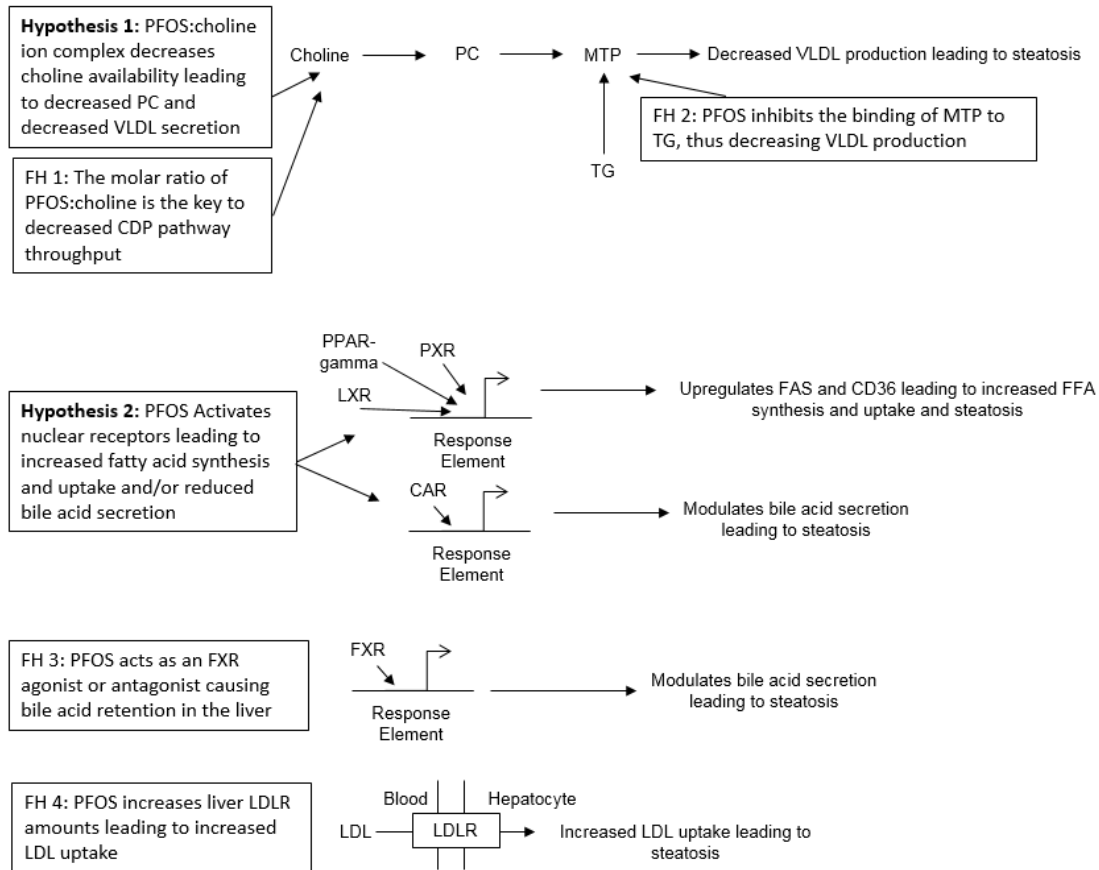 Hypothesis 1: PFOS:choline
ion complex decreases
choline availability leading
to decreased PC and
decreased VLDL secretion
Choline
PC
MTP
Decreased VLDL production leading to steatosis
FH 2: PFOS inhibits the binding of MTP to
TG, thus decreasing VLDL production
TG
FH 1: The molar ratio of
PFOS:choline is the key to
decreased CDP pathway
throughput
Hypothesis 2: PFOS Activates
nuclear receptors leading to
increased fatty acid synthesis
and uptake and/or reduced
bile acid secretion
PPAR-
gamma
PXR
LXR
Response
Element
Upregulates FAS and CD36 leading to increased FFA
synthesis and uptake and steatosis
CAR
Response
Element
Modulates bile acid secretion
leading to steatosis
FH 3: PFOS acts as an FXR
agonist or antagonist causing
bile acid retention in the liver
FXR
Response
Element
Modulates bile acid secretion
leading to steatosis
FH 4: PFOS increases liver LDLR
amounts leading to increased
LDL uptake
Blood
Hepatocyte
LDL
LDLR
Increased LDL uptake leading to
steatosis